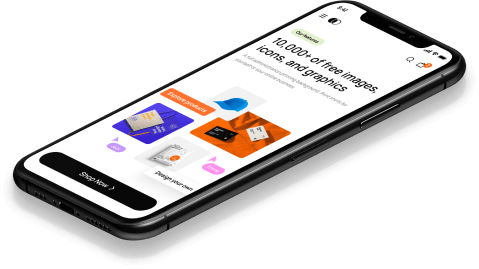 9:41
Our features
10,000+ of free images,
icons, and graphics
Explore products
Design your own
Shop Now